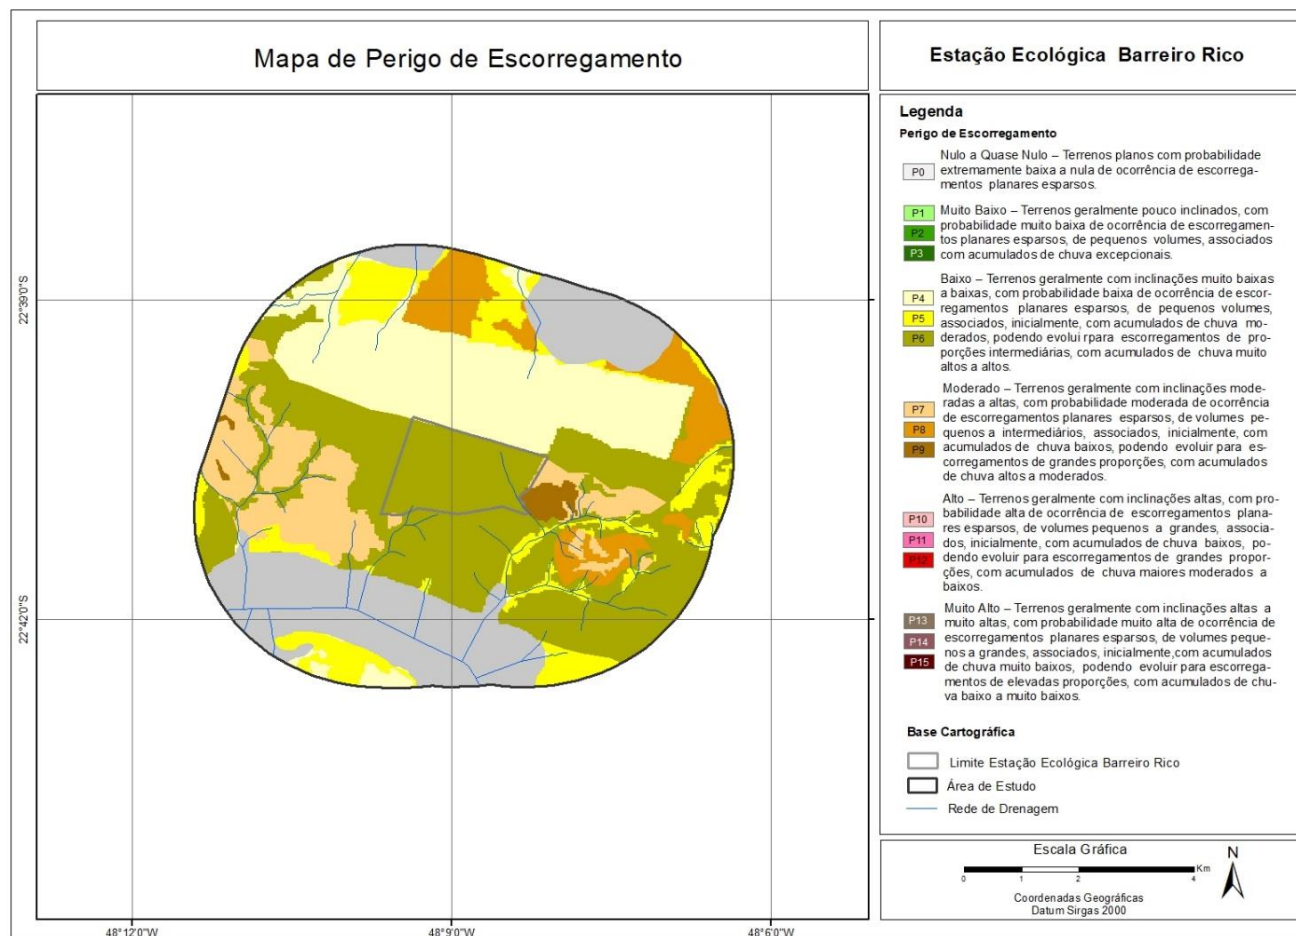 Mapa de Perigo de Escorregamento
22°39'0"S
22°42'0"S
48°12'0"W
48°9'0"W
48°6'0"W
Estação Ecológica Barreiro Rico
Legenda
Perigo de Escorregamento
P0
Nulo a Quase Nulo – Terrenos planos com probabilidade
extremamente baixa a nula de ocorrência de escorrega-
mentos planares esparsos.
P1
P2
P3
Muito Baixo – Terrenos geralmente pouco inclinados, com
probabilidade muito baixa de ocorrência de escorregamen-
tos planares esparsos, de pequenos volumes, associados
com acumulados de chuva excepcionais.
P4
P5
P6
Baixo – Terrenos geralmente com inclinações muito baixas
a baixas, com probabilidade baixa de ocorrência de escor-
regamentos planares esparsos, de pequenos volumes,
associados, inicialmente, com acumulados de chuva mo-
derados, podendo evolui rpara escorregamentos de pro-
porções intermediárias, com acumulados de chuva muito
altos a altos.
P7
P8
P9
Moderado – Terrenos geralmente com inclinações mode-
radas a altas, com probabilidade moderada de ocorrência
de escorregamentos planares esparsos, de volumes pe-
quenos a intermediários, associados, inicialmente, com
acumulados de chuva baixos, podendo evoluir para es-
corregamentos de grandes proporções, com acumulados
de chuva altos a moderados.
P10
P11
P12
Alto – Terrenos geralmente com inclinações altas, com pro-
babilidade alta de ocorrência de escorregamentos plana-
res esparsos, de volumes pequenos a grandes, associa-
dos, inicialmente, com acumulados de chuva baixos, po-
dendo evoluir para escorregamentos de grandes propor-
ções, com acumulados de chuva maiores moderados a
baixos.
P13
P14
P15
Muito Alto – Terrenos geralmente com inclinações altas a
muito altas, com probabilidade muito alta de ocorrência de
escorregamentos planares esparsos, de volumes peque-
nos a grandes, associados, inicialmente,com acumulados
de chuva muito baixos, podendo evoluir para escorrega-
mentos de elevadas proporções, com acumulados de chu-
va baixo a muito baixos.
Base Cartográfica
Limite Estação Ecológica Barreiro Rico
Área de Estudo
Rede de Drenagem
Escala Gráfica
N
Km
0 1 2 4
Coordenadas Geográficas
Datum Sirgas 2000